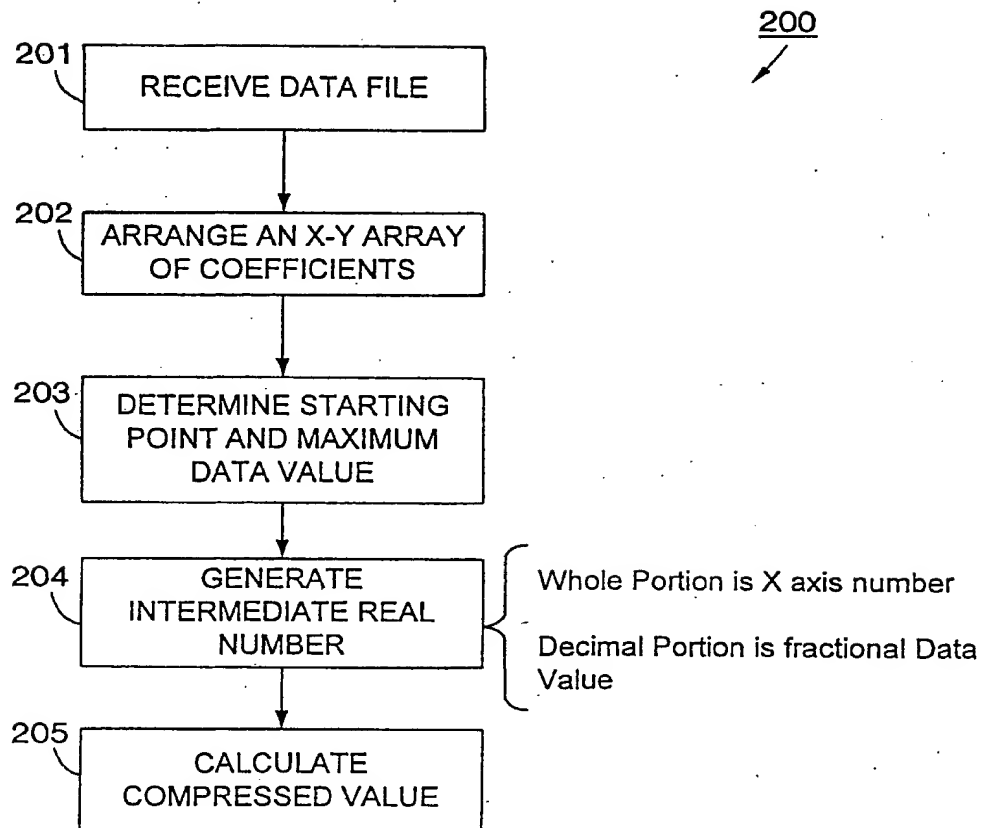 200
201
RECEIVE DATA FILE
202
ARRANGE AN X-Y ARRAY
OF COEFFICIENTS
203
DETERMINE STARTING
POINT AND MAXIMUM
DATA VALUE
204
GENERATE
INTERMEDIATE REAL
NUMBER
Whole Portion is X axis number
Decimal Portion is fractional Data
Value
205
CALCULATE
COMPRESSED VALUE